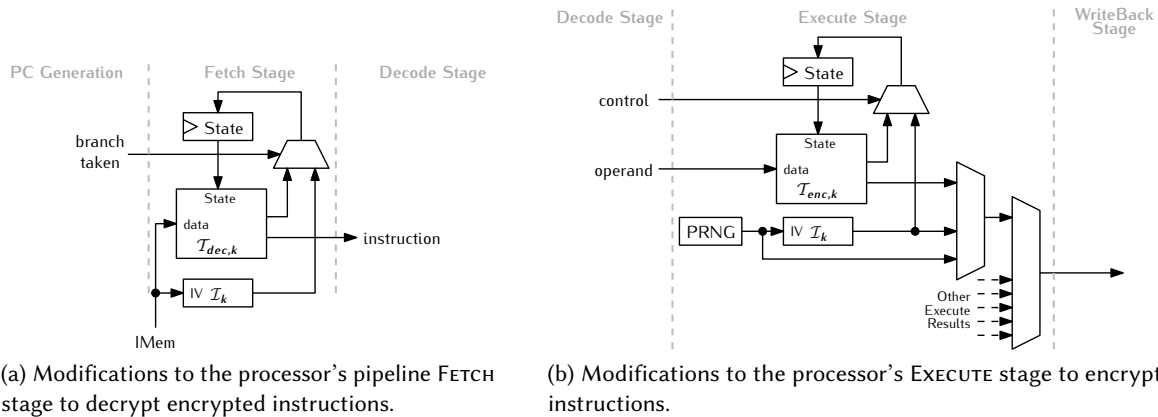 PC Generation
Fetch Stage
Decode Stage
State
branch
taken
State
data
𝒯dec,k
instruction
IV ℐk
IMem
(a) Modifications to the processor's pipeline FETCH
stage to decrypt encrypted instructions.
Decode Stage
Execute Stage
WriteBack
Stage
State
control
State
operand
data
𝒯enc,k
PRNG
IV ℐk
Other
Execute
Results
(b) Modifications to the processor's EXECUTE stage to encrypt
instructions.